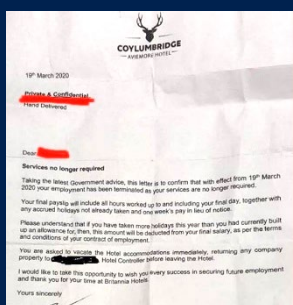 COYLUMBRIDGE
AVIEMORE HOTEL
19th March 2020
Private & Confidential
Hand Delivered
Dear
Services no longer required
Taking the latest Government advice, this letter is to confirm that with effect from 19th March
2020 your employment has been terminated as your services are no longer required.
Your final payslip will include all hours worked up to and including your final day, together with
any accrued holidays not already taken and one week's pay in lieu of notice.
Please understand that if you have taken more holidays this year than you had currently built
up an allowance for, then, this amount will be deducted from your final salary, as per the terms
and conditions of your contract of employment.
You are asked to vacate the Hotel accommodations immediately, returning any company
property to Hotel Controller before leaving the Hotel.
I would like to take this opportunity to wish you every success in securing future employment
and thank you for your time at Britannia Hotels.
Yours sincerely